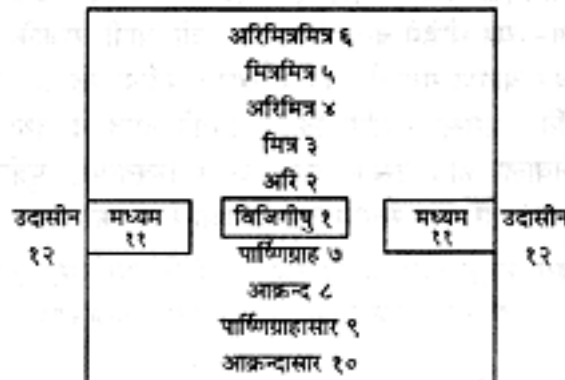 अरिमित्रमित्र ६
मित्रमित्र ५
अरिमित्र ४
मित्र ३
अरि २
उदासीन मध्यम विजिगीषु १ मध्यम उदासीन
१२ ११ ११ १२
पार्ष्णिग्राह ७
आक्रन्द ८
पार्ष्णिग्राहासार ९
आक्रन्दासार १०